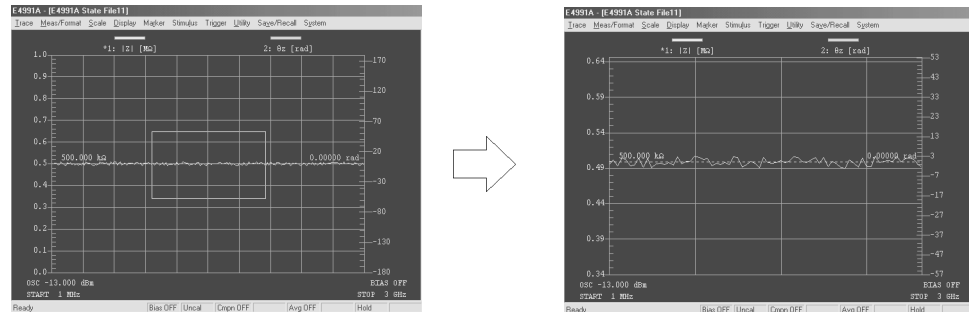 E4991A - [E4991A State File11]
Trace Meas/Format Scale Display Marker Stimulus Trigger Utility Save/Recall System
*1: |Z| [MΩ] 2: θz [rad]
1.0
0.9
0.8
0.7
0.6
0.5
0.4
0.3
0.2
0.1
0.0
500.000 kΩ
0.00000 rad
170
120
70
20
-30
-80
-130
-180
OSC -13.000 dBm BIAS OFF
START 1 MHz STOP 3 GHz
Ready Bias OFF Uncal Cmpn OFF Avg OFF Hold
E4991A - [E4991A State File11]
Trace Meas/Format Scale Display Marker Stimulus Trigger Utility Save/Recall System
*1: |Z| [MΩ] 2: θz [rad]
0.64
0.59
0.54
0.49
0.44
0.39
0.34
500.000 kΩ
0.00000 rad
53
43
33
23
13
3
-7
-17
-27
-37
-47
-57
OSC -13.000 dBm BIAS OFF
START 1 MHz STOP 3 GHz
Ready Bias OFF Uncal Cmpn OFF Avg OFF Hold